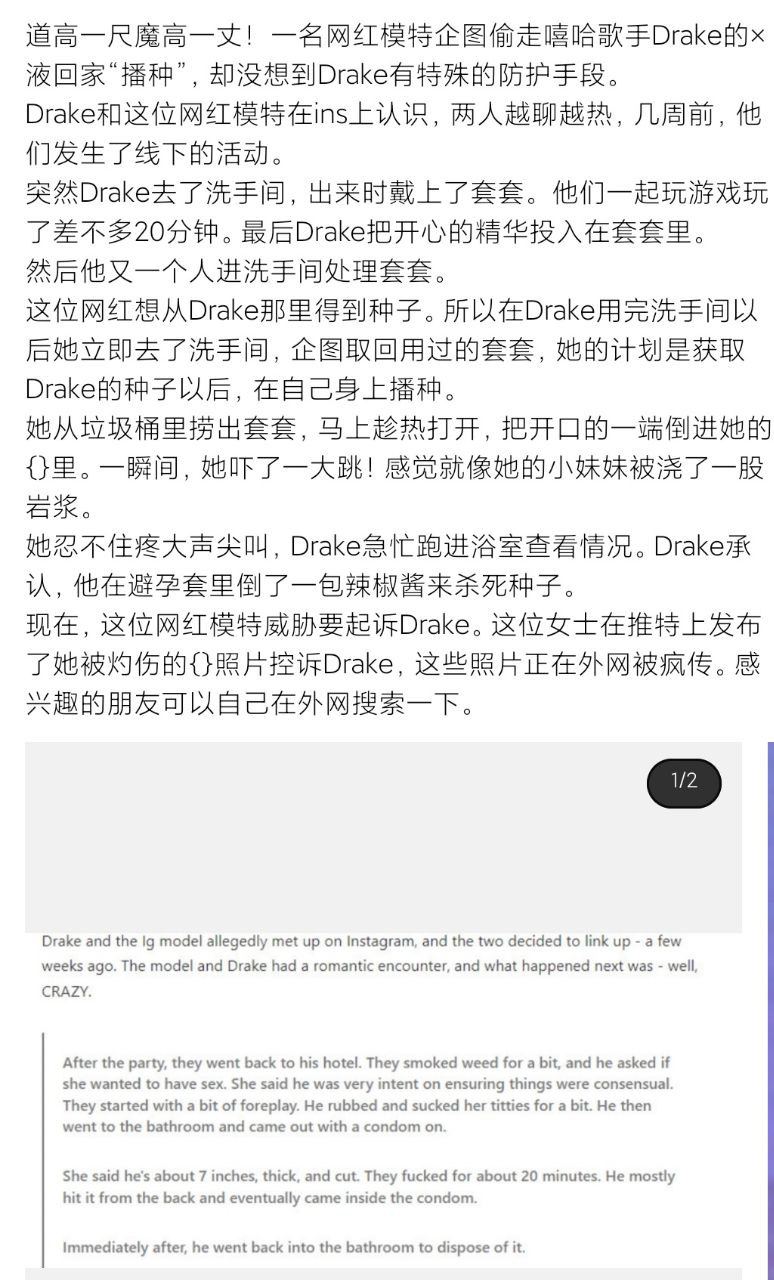 道高一尺魔高一丈！一名网红模特企图偷走嘻哈歌手Drake的×
液回家“播种”，却没想到Drake有特殊的防护手段。
Drake和这位网红模特在ins上认识，两人越聊越热，几周前，他
们发生了线下的活动。
突然Drake去了洗手间，出来时戴上了套套。他们一起玩游戏玩
了差不多20分钟。最后Drake把开心的精华投入在套套里。
然后他又一个人进洗手间处理套套。
这位网红想从Drake那里得到种子。所以在Drake用完洗手间以
后她立即去了洗手间，企图取回用过的套套，她的计划是获取
Drake的种子以后，在自己身上播种。
她从垃圾桶里捞出套套，马上趁热打开，把开口的一端倒进她的
{}里。一瞬间，她吓了一大跳！感觉就像她的小妹妹被浇了一股
岩浆。
她忍不住疼大声尖叫，Drake急忙跑进浴室查看情况。Drake承
认，他在避孕套里倒了一包辣椒酱来杀死种子。
现在，这位网红模特威胁要起诉Drake。这位女士在推特上发布
了她被灼伤的{}照片控诉Drake，这些照片正在外网被疯传。感
兴趣的朋友可以自己在外网搜索一下。
1/2
Drake and the Ig model allegedly met up on Instagram, and the two decided to link up - a few
weeks ago. The model and Drake had a romantic encounter, and what happened next was - well,
CRAZY.
After the party, they went back to his hotel. They smoked weed for a bit, and he asked if
she wanted to have sex. She said he was very intent on ensuring things were consensual.
They started with a bit of foreplay. He rubbed and sucked her titties for a bit. He then
went to the bathroom and came out with a condom on.
She said he's about 7 inches, thick, and cut. They fucked for about 20 minutes. He mostly
hit it from the back and eventually came inside the condom.
Immediately after, he went back into the bathroom to dispose of it.